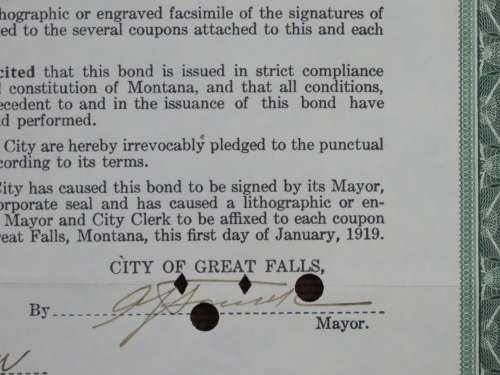 hographic or engraved facsimile of the signatures of
ed to the several coupons attached to this and each
cited that this bond is issued in strict compliance
constitution of Montana, and that all conditions,
ecedent to and in the issuance of this bond have
d performed.
City are hereby irrevocably pledged to the punctual
cording to its terms.
City has caused this bond to be signed by its Mayor,
orporate seal and has caused a lithographic or en-
Mayor and City Clerk to be affixed to each coupon
reat Falls, Montana, this first day of January, 1919.
CITY OF GREAT FALLS,
By
Mayor.